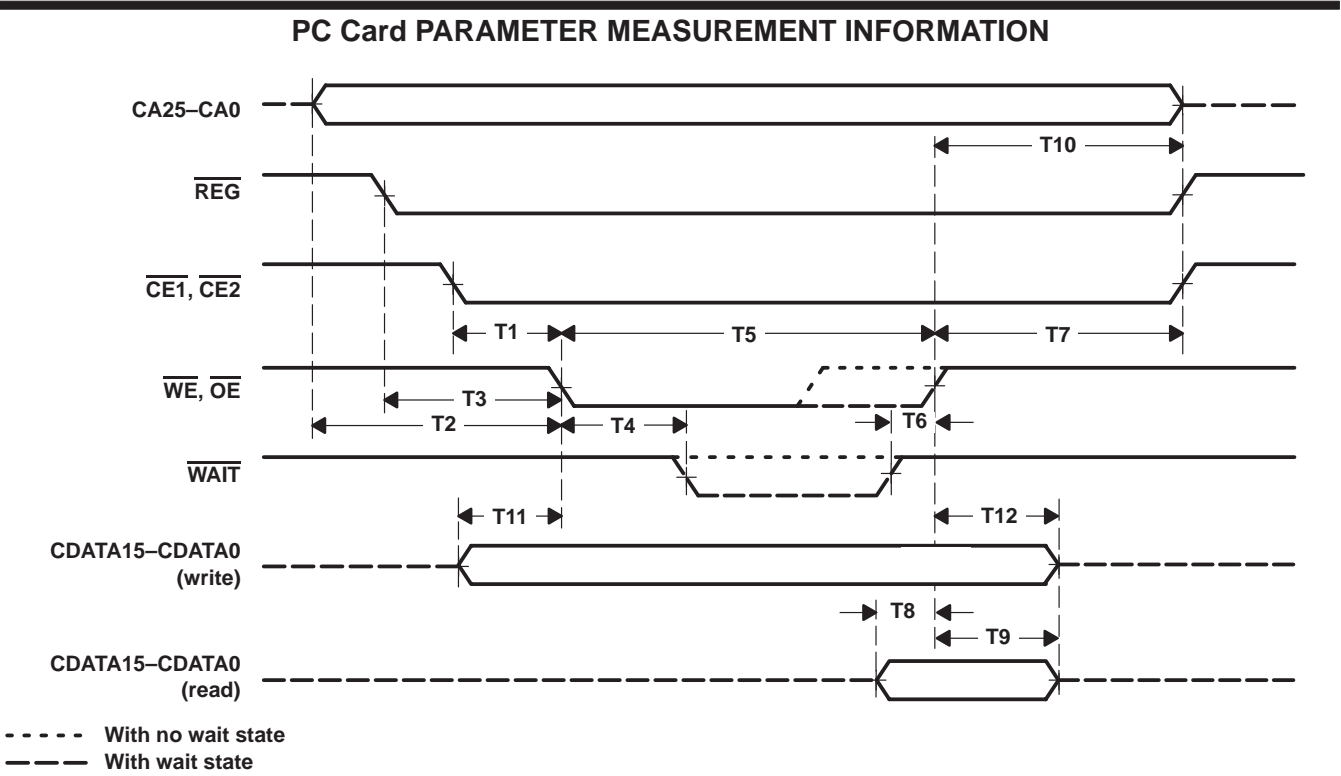 PC Card PARAMETER MEASUREMENT INFORMATION
CA25–CA0
T10
REG
CE1, CE2
T1
T5
T7
WE, OE
T3
T2
T4
T6
WAIT
T11
T12
CDATA15–CDATA0
(write)
T8
T9
CDATA15–CDATA0
(read)
With no wait state
With wait state